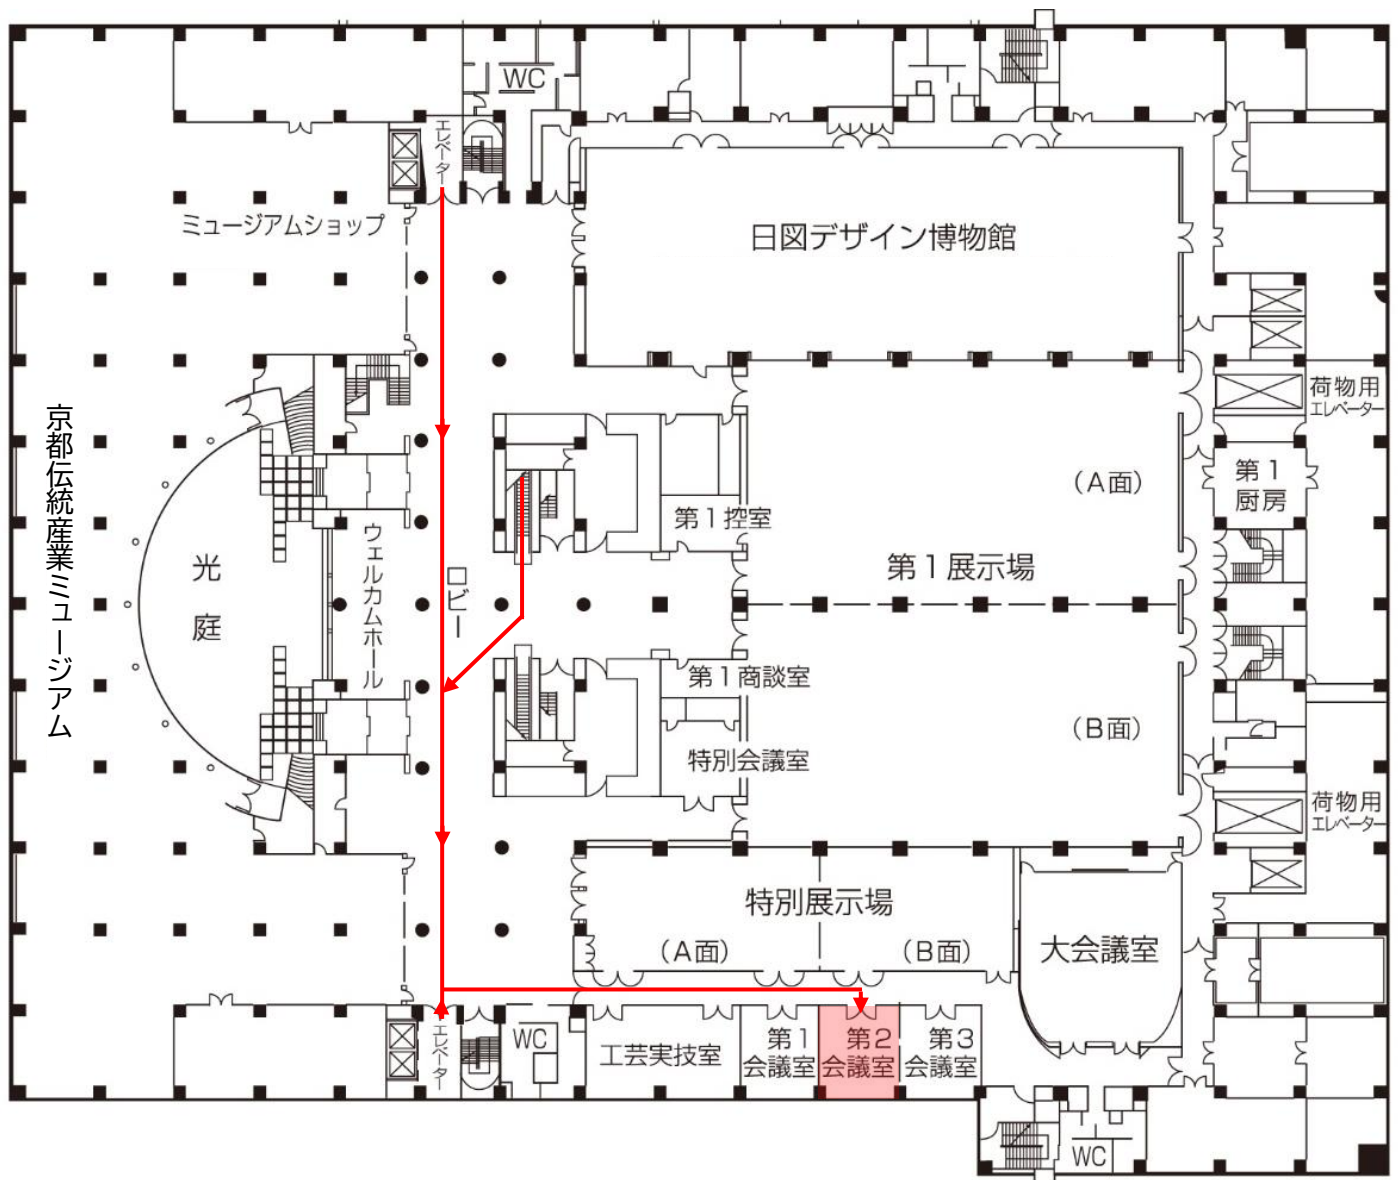 WC
エレベーター
ミュージアムショップ
日図デザイン博物館
荷物用
エレベーター
京都伝統産業ミュージアム
（A面）
第１
厨房
第１控室
ウェルカムホール
光
庭
ロビー
第１展示場
第１商談室
（B面）
特別会議室
荷物用
エレベーター
特別展示場
（A面）
（B面）
大会議室
エレベーター
WC
工芸実技室
第１
会議室
第２
会議室
第３
会議室
WC